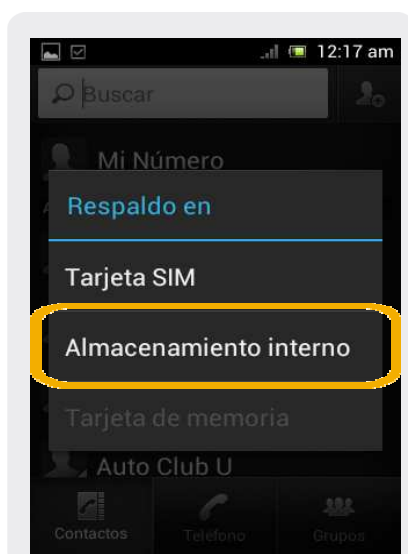 12:17 am
Buscar
Mi Número
Respaldo en
Tarjeta SIM
Almacenamiento interno
Tarjeta de memoria
Auto Club U
Contactos
Teléfono
Grupos